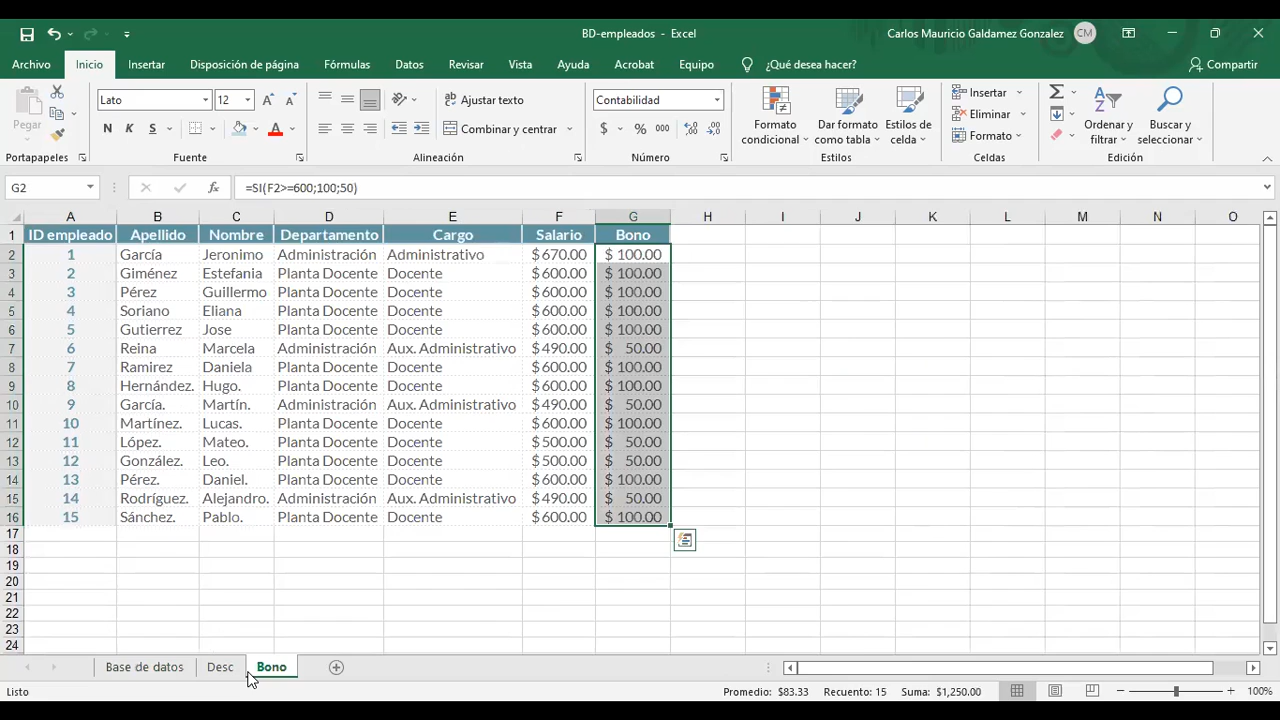 BD-empleados - Excel
Carlos Mauricio Galdamez Gonzalez CM
Archivo Inicio Insertar Disposición de página Fórmulas Datos Revisar Vista Ayuda Acrobat Equipo ¿Qué desea hacer? Compartir
Pegar
Lato 12
N K S A
Ajustar texto
Combinar y centrar
Contabilidad
$ % 000
Formato condicional
Dar formato como tabla
Estilos de celda
Insertar
Eliminar
Formato
Ordenar y filtrar
Buscar y seleccionar
Portapapeles Fuente Alineación Número Estilos Celdas Edición
G2 fx =SI(F2>=600;100;50)
A B C D E F G H I J K L M N O
1 ID empleado Apellido Nombre Departamento Cargo Salario Bono
2 1 García Jeronimo Administración Administrativo $ 670.00 $ 100.00
3 2 Giménez Estefania Planta Docente Docente $ 600.00 $ 100.00
4 3 Pérez Guillermo Planta Docente Docente $ 600.00 $ 100.00
5 4 Soriano Eliana Planta Docente Docente $ 600.00 $ 100.00
6 5 Gutierrez Jose Planta Docente Docente $ 600.00 $ 100.00
7 6 Reina Marcela Administración Aux. Administrativo $ 490.00 $ 50.00
8 7 Ramirez Daniela Planta Docente Docente $ 600.00 $ 100.00
9 8 Hernández. Hugo. Planta Docente Docente $ 600.00 $ 100.00
10 9 García. Martín. Administración Aux. Administrativo $ 490.00 $ 50.00
11 10 Martínez. Lucas. Planta Docente Docente $ 600.00 $ 100.00
12 11 López. Mateo. Planta Docente Docente $ 500.00 $ 50.00
13 12 González. Leo. Planta Docente Docente $ 500.00 $ 50.00
14 13 Pérez. Daniel. Planta Docente Docente $ 600.00 $ 100.00
15 14 Rodríguez. Alejandro. Administración Aux. Administrativo $ 490.00 $ 50.00
16 15 Sánchez. Pablo. Planta Docente Docente $ 600.00 $ 100.00
17
18
19
20
21
22
23
24
Base de datos Desc Bono
Listo Promedio: $83.33 Recuento: 15 Suma: $1,250.00 100%